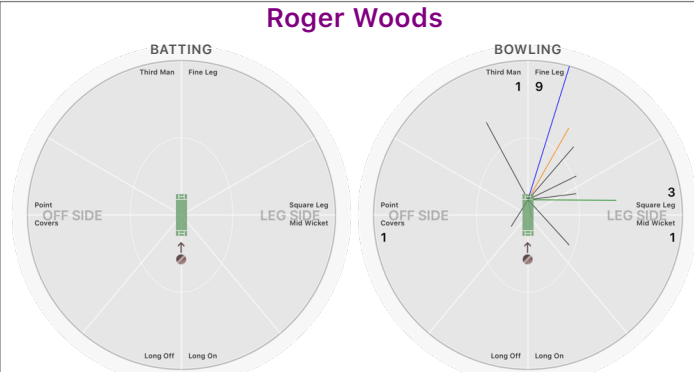 Roger Woods
BATTING
BOWLING
Third Man Fine Leg
Point
Square Leg
OFF SIDE
LEG SIDE
Covers
Mid Wicket
Long Off Long On
Third Man Fine Leg
1 9
3
Point
Square Leg
OFF SIDE
LEG SIDE
Covers
Mid Wicket
1
1
Long Off Long On